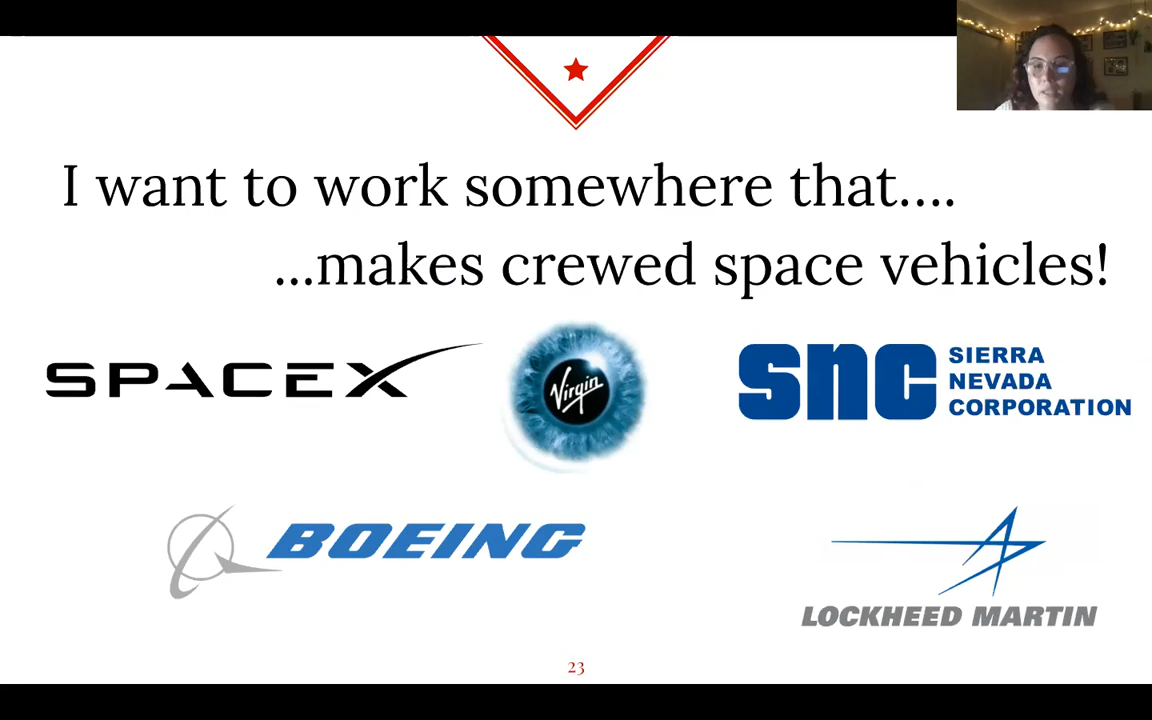 I want to work somewhere that....
...makes crewed space vehicles!
SPACEX
Virgin
snc
SIERRA
NEVADA
CORPORATION
BOEING
LOCKHEED MARTIN
23